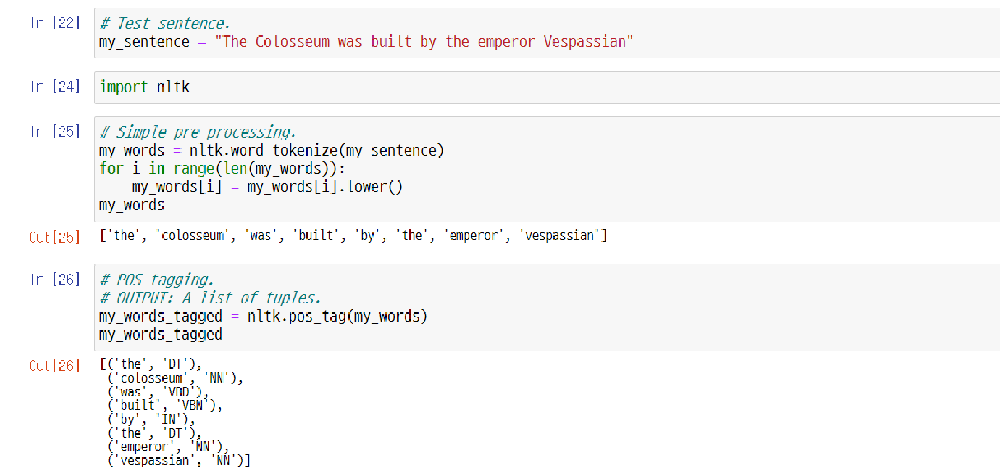 In [22]: # Test sentence.
my_sentence = "The Colosseum was built by the emperor Vespassian"
In [24]: import nltk
In [25]: # Simple pre-processing.
my_words = nltk.word_tokenize(my_sentence)
for i in range(len(my_words)):
    my_words[i] = my_words[i].lower()
my_words
Out[25]: ['the', 'colosseum', 'was', 'built', 'by', 'the', 'emperor', 'vespassian']
In [26]: # POS tagging.
# OUTPUT: A list of tuples.
my_words_tagged = nltk.pos_tag(my_words)
my_words_tagged
Out[26]: [('the', 'DT'),
('colosseum', 'NN'),
('was', 'VBD'),
('built', 'VBN'),
('by', 'IN'),
('the', 'DT'),
('emperor', 'NN'),
('vespassian', 'NN')]